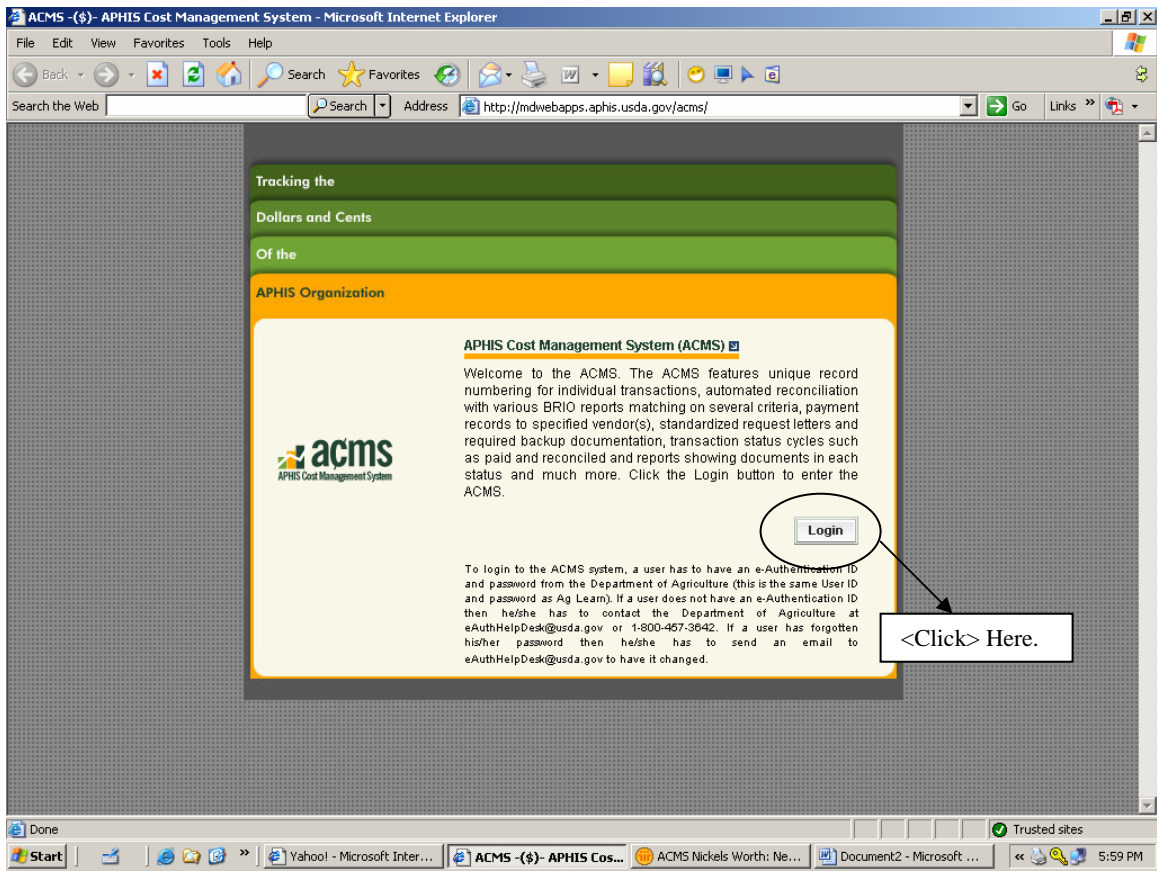 ACMS -($)- APHIS Cost Management System - Microsoft Internet Explorer
File Edit View Favorites Tools Help
Back Search Favorites
Search the Web Search Address http://mdwebapps.aphis.usda.gov/acms/ Go Links »
Tracking the
Dollars and Cents
Of the
APHIS Organization
APHIS Cost Management System (ACMS)
Welcome to the ACMS. The ACMS features unique record
numbering for individual transactions, automated reconciliation
with various BRIO reports matching on several criteria, payment
records to specified vendor(s), standardized request letters and
required backup documentation, transaction status cycles such
as paid and reconciled and reports showing documents in each
status and much more. Click the Login button to enter the
ACMS.
açms
APHIS Cost Management System
Login
To login to the ACMS system, a user has to have an e-Authentication ID
and password from the Department of Agriculture (this is the same User ID
and password as Ag Learn). If a user does not have an e-Authentication ID
then he/she has to contact the Department of Agriculture at
eAuthHelpDesk@usda.gov or 1-800-457-3642. If a user has forgotten
his/her password then he/she has to send an email to
eAuthHelpDesk@usda.gov to have it changed.
<Click> Here.
Done Trusted sites
Start » Yahoo! - Microsoft Inter... ACMS -($)- APHIS Cos... ACMS Nickels Worth: Ne... Document2 - Microsoft ... « 5:59 PM